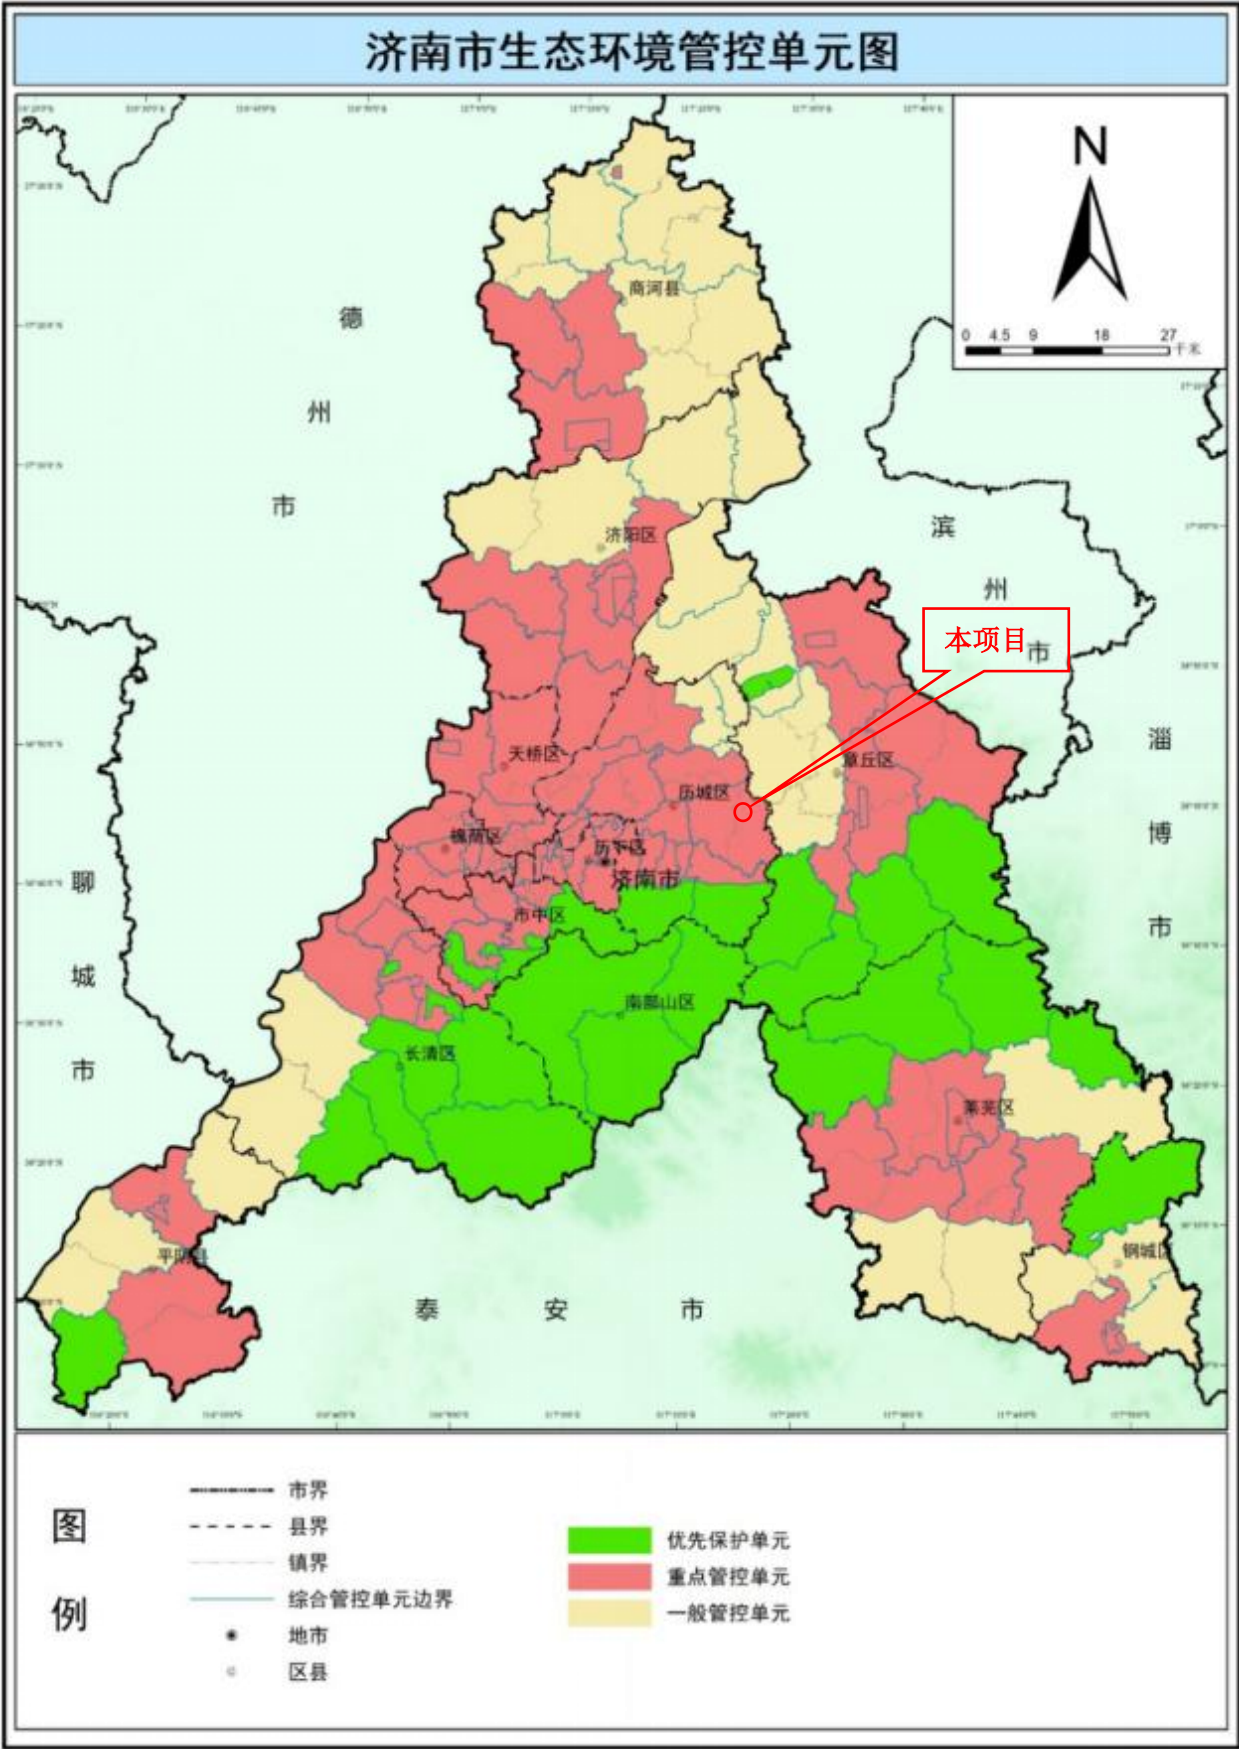 济南市生态环境管控单元图
N
0 4.5 9 18 27
千米
德
州
市
商河县
济阳区
滨
州
市
本项目
淄
博
市
天桥区
历城区
章丘区
槐荫区
历下区
济南市
市中区
聊
城
市
南部山区
长清区
莱芜区
钢城区
平阴县
泰 安 市
图
例
市界
县界
镇界
综合管控单元边界
地市
区县
优先保护单元
重点管控单元
一般管控单元